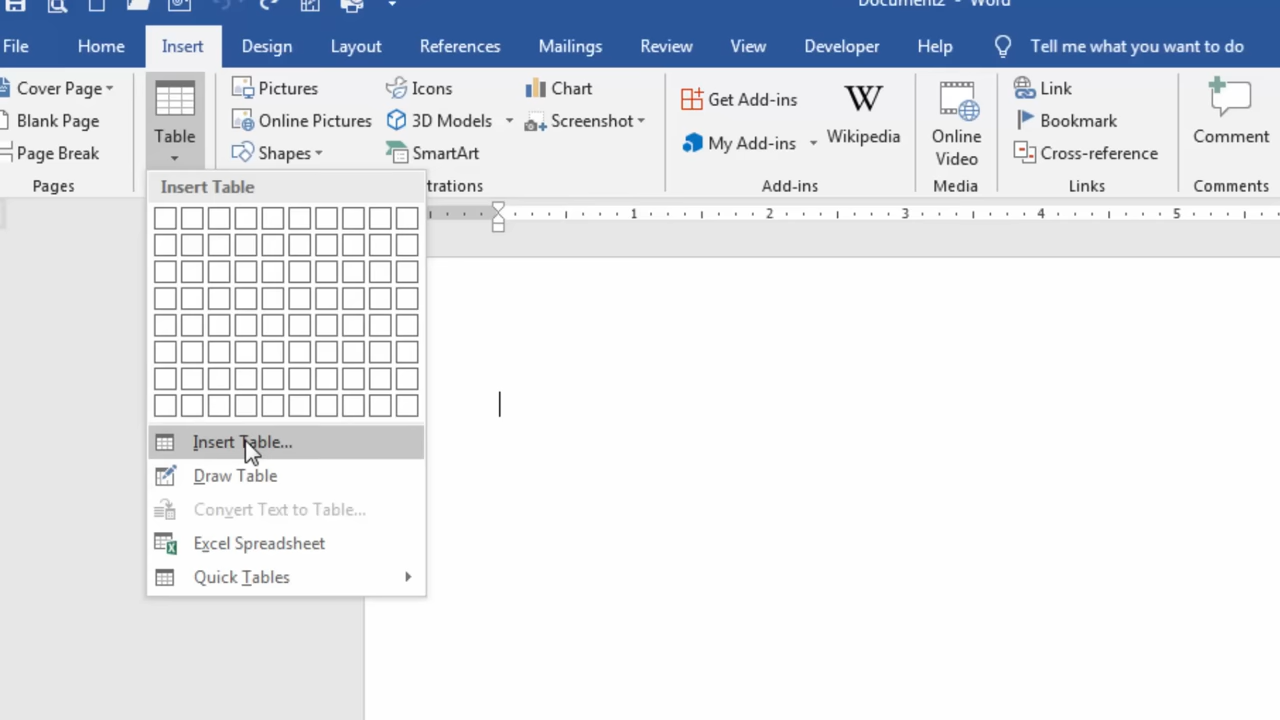 Document2 - Word
File Home Insert Design Layout References Mailings Review View Developer Help Tell me what you want to do
Cover Page
Blank Page
Page Break
Pages
Table
Pictures
Online Pictures
Shapes
Icons
3D Models
SmartArt
Chart
Screenshot
trations
Get Add-ins
My Add-ins
Wikipedia
Add-ins
Online
Video
Media
Link
Bookmark
Cross-reference
Links
Comment
Comments
Insert Table
1 2 3 4 5
Insert Table...
Draw Table
Convert Text to Table...
Excel Spreadsheet
Quick Tables